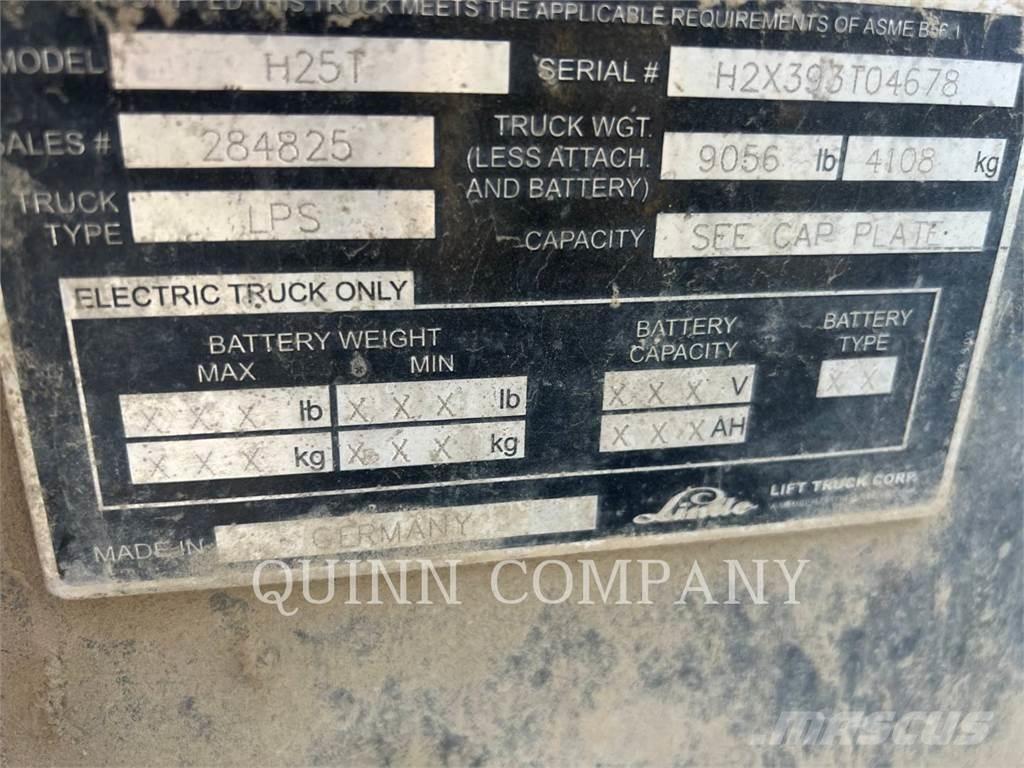 THIS TRUCK MEETS THE APPLICABLE REQUIREMENTS OF ASME B56.1
MODEL H25T SERIAL # H2X393T04678
SALES # 284825 TRUCK WGT. (LESS ATTACH. AND BATTERY) 9056 lb 4108 kg
TRUCK TYPE LPS CAPACITY SEE CAP PLATE
ELECTRIC TRUCK ONLY
BATTERY WEIGHT BATTERY CAPACITY BATTERY TYPE
MAX MIN
X X X lb X X X lb X X X V X X
X X X kg X X X kg X X X AH
Linde LIFT TRUCK CORP.
MADE IN GERMANY
QUINN COMPANY
MASCUS